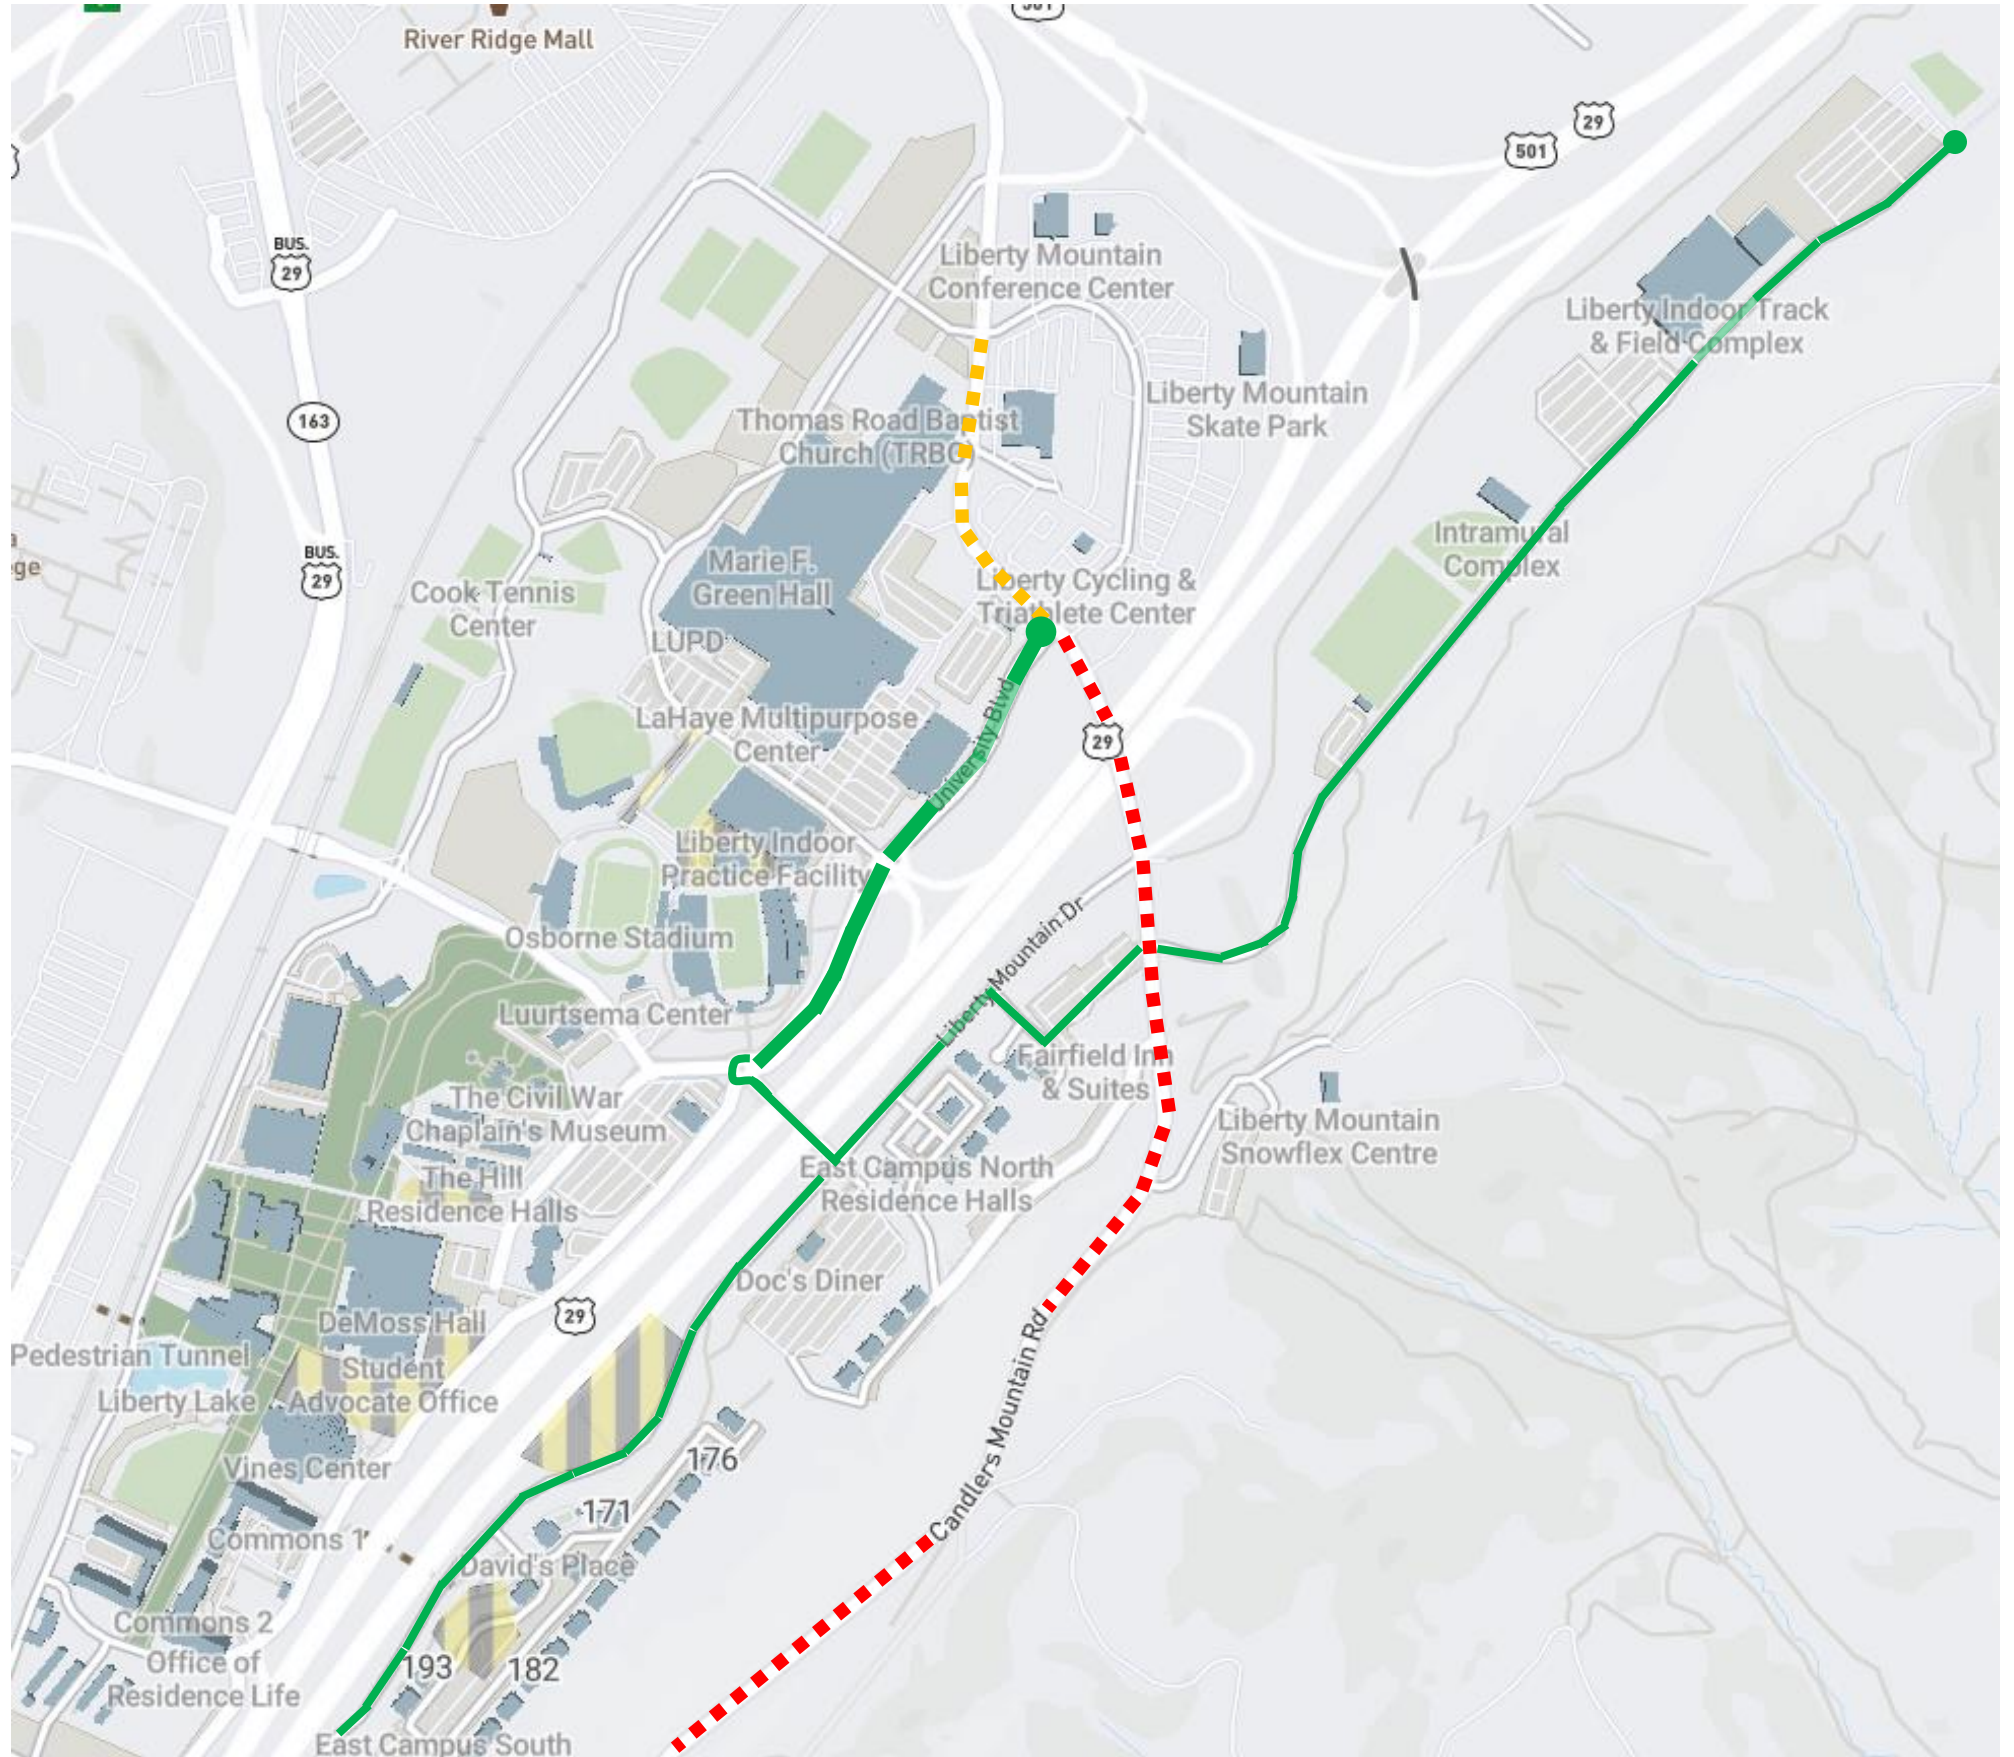 501
River Ridge Mall
29
501
BUS.
29
Liberty Mountain
Conference Center
Liberty Indoor Track
& Field Complex
163
Liberty Mountain
Skate Park
Thomas Road Baptist
Church (TRBC)
Intramural
Complex
ge
BUS.
29
Marie F.
Green Hall
Liberty Cycling &
Triathlete Center
Cook Tennis
Center
LUPD
University Blvd
LaHaye Multipurpose
Center
29
Liberty Indoor
Practice Facility
Liberty Mountain Dr
Osborne Stadium
Luurtsema Center
Fairfield Inn
& Suites
The Civil War
Chaplain's Museum
Liberty Mountain
Snowflex Centre
East Campus North
Residence Halls
The Hill
Residence Halls
Doc's Diner
29
DeMoss Hall
Pedestrian Tunnel
Student
Advocate Office
Liberty Lake
Candlers Mountain Rd
176
Vines Center
171
Commons 1
David's Place
Commons 2
Office of
Residence Life
193
182
East Campus South